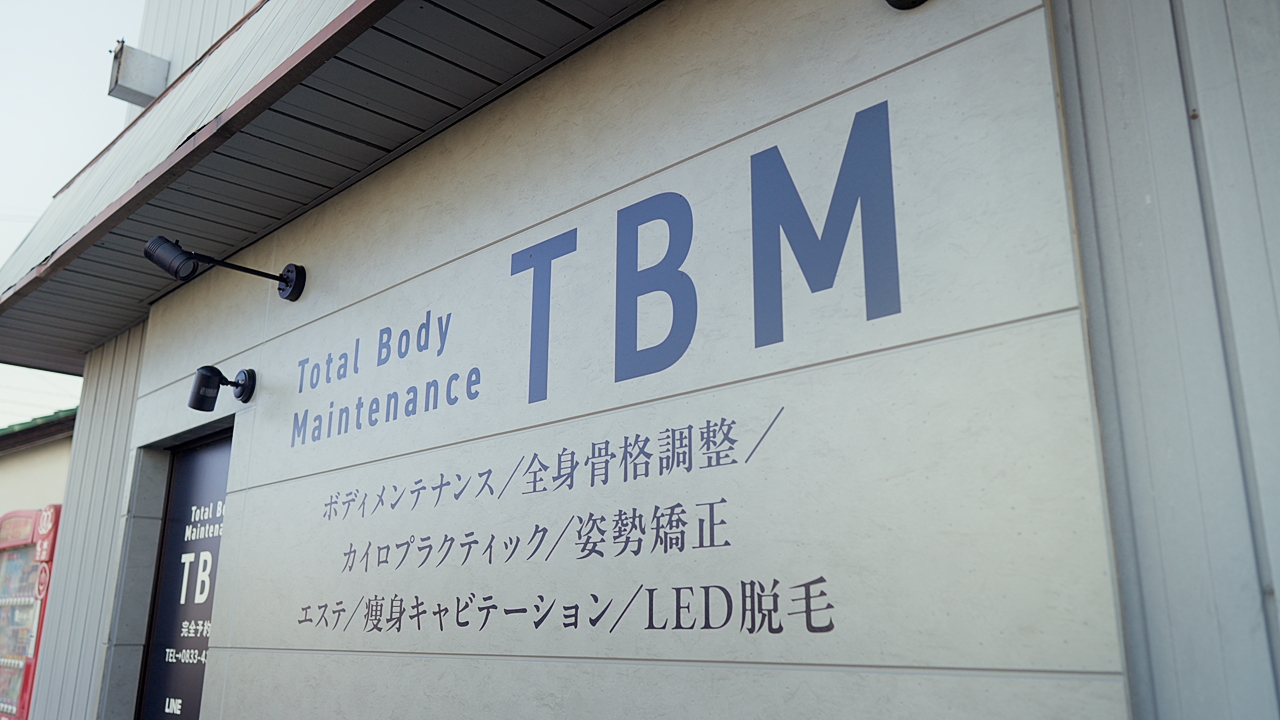 Total Body
Maintenance
TBM
ボディメンテナンス/全身骨格調整/
カイロプラクティック/姿勢矯正
エステ/痩身キャビテーション/LED脱毛
Total
TB
完全予約
TEL→0833-4
LINE